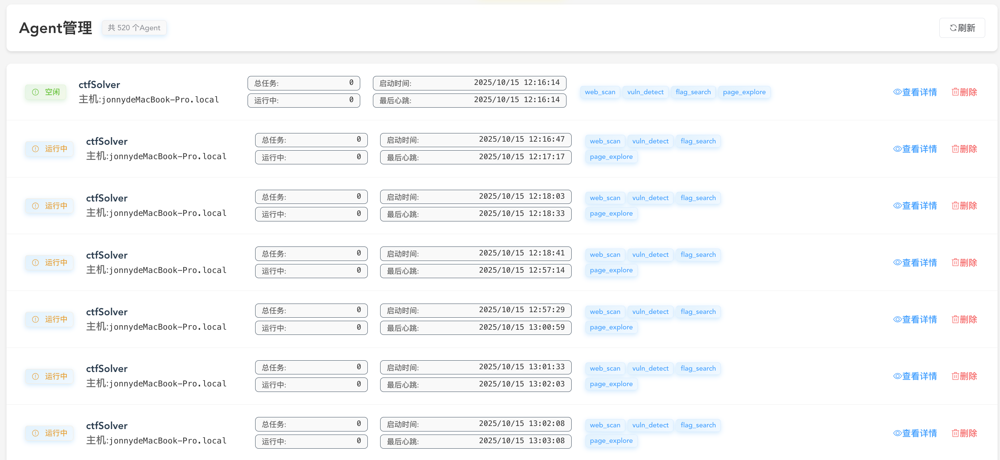 Agent管理 共 520 个Agent 刷新
空闲
ctfSolver
主机:jonnydeMacBook-Pro.local
总任务: 0
运行中: 0
启动时间: 2025/10/15 12:16:14
最后心跳: 2025/10/15 12:16:14
web_scan vuln_detect flag_search page_explore
查看详情 删除
运行中
ctfSolver
主机:jonnydeMacBook-Pro.local
总任务: 0
运行中: 0
启动时间: 2025/10/15 12:16:47
最后心跳: 2025/10/15 12:17:17
web_scan vuln_detect flag_search
page_explore
查看详情 删除
运行中
ctfSolver
主机:jonnydeMacBook-Pro.local
总任务: 0
运行中: 0
启动时间: 2025/10/15 12:18:03
最后心跳: 2025/10/15 12:18:33
web_scan vuln_detect flag_search
page_explore
查看详情 删除
运行中
ctfSolver
主机:jonnydeMacBook-Pro.local
总任务: 0
运行中: 0
启动时间: 2025/10/15 12:18:41
最后心跳: 2025/10/15 12:57:14
web_scan vuln_detect flag_search
page_explore
查看详情 删除
运行中
ctfSolver
主机:jonnydeMacBook-Pro.local
总任务: 0
运行中: 0
启动时间: 2025/10/15 12:57:29
最后心跳: 2025/10/15 13:00:59
web_scan vuln_detect flag_search
page_explore
查看详情 删除
运行中
ctfSolver
主机:jonnydeMacBook-Pro.local
总任务: 0
运行中: 0
启动时间: 2025/10/15 13:01:33
最后心跳: 2025/10/15 13:02:03
web_scan vuln_detect flag_search
page_explore
查看详情 删除
运行中
ctfSolver
主机:jonnydeMacBook-Pro.local
总任务: 0
运行中: 0
启动时间: 2025/10/15 13:02:08
最后心跳: 2025/10/15 13:03:08
web_scan vuln_detect flag_search
page_explore
查看详情 删除